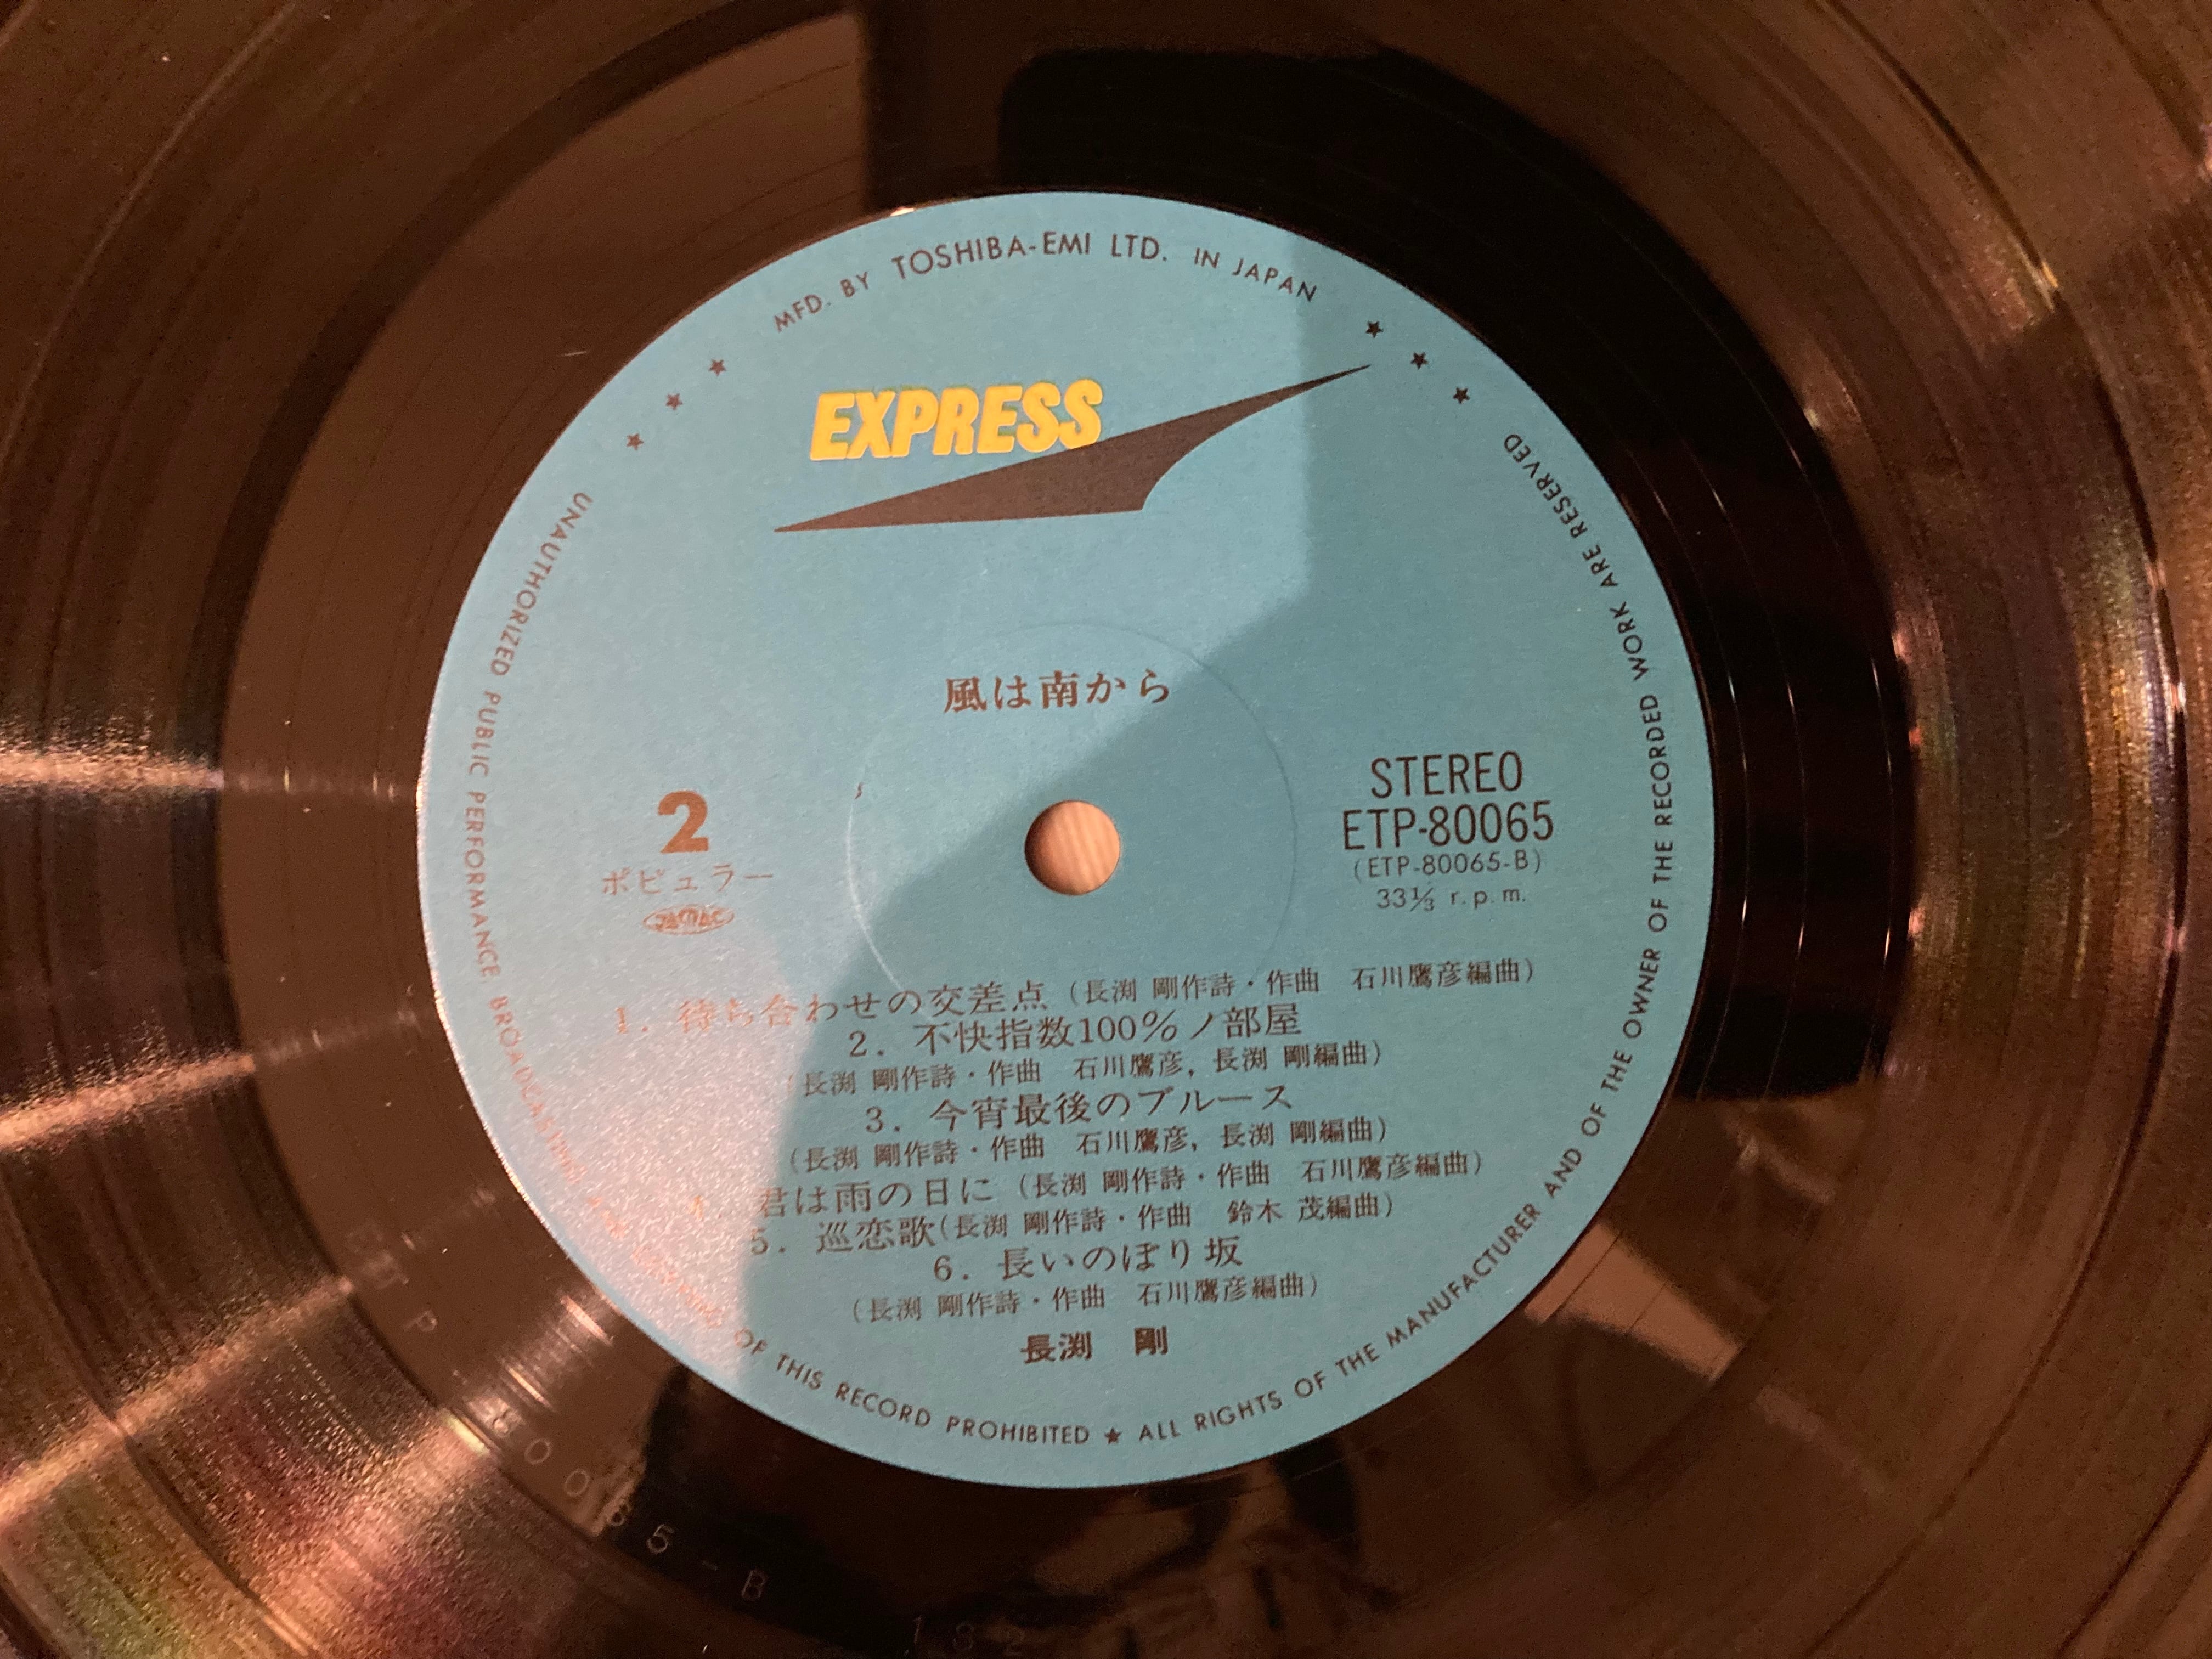 MFD. BY TOSHIBA-EMI LTD. IN JAPAN
EXPRESS
風は南から
2
ポピュラー
JASRAC
STEREO
ETP-80065
(ETP-80065-B)
33⅓ r.p.m.
1. 待ち合わせの交差点 (長渕 剛作詩・作曲 石川鷹彦編曲)
2. 不快指数100%ノ部屋
(長渕 剛作詩・作曲 石川鷹彦, 長渕 剛編曲)
3. 今宵最後のブルース
(長渕 剛作詩・作曲 石川鷹彦, 長渕 剛編曲)
4. 君は雨の日に (長渕 剛作詩・作曲 石川鷹彦編曲)
5. 巡恋歌(長渕 剛作詩・作曲 鈴木 茂編曲)
6. 長いのぼり坂
(長渕 剛作詩・作曲 石川鷹彦編曲)
長渕 剛
UNAUTHORIZED PUBLIC PERFORMANCE BROADCASTING AND COPYING OF THIS RECORD PROHIBITED ★ ALL RIGHTS OF THE MANUFACTURER AND OF THE OWNER OF THE RECORDED WORK ARE RESERVED
ETP 80065-B